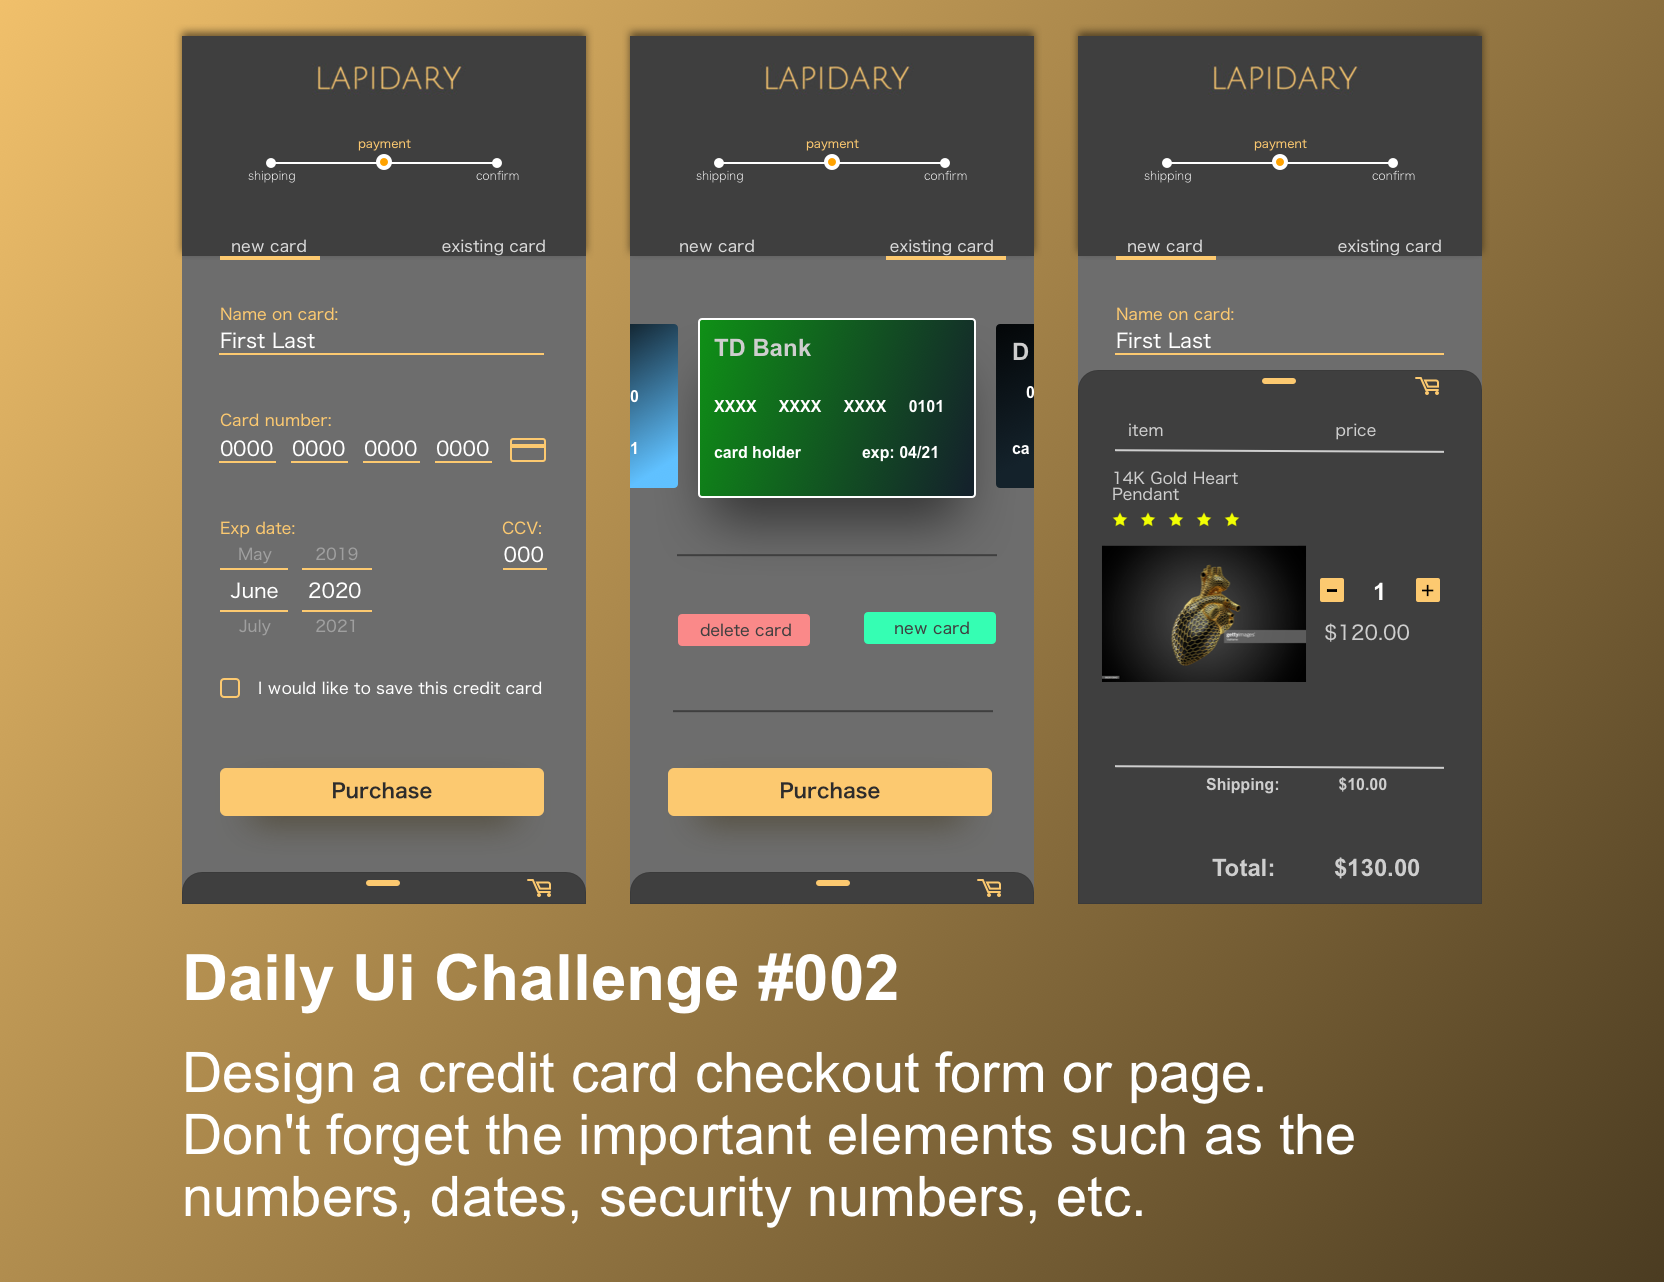 LAPIDARY
payment
shipping confirm
new card existing card
Name on card:
First Last
Card number:
0000 0000 0000 0000
Exp date: CCV:
May 2019 000
June 2020
July 2021
I would like to save this credit card
Purchase
LAPIDARY
payment
shipping confirm
new card existing card
TD Bank
XXXX XXXX XXXX 0101
card holder exp: 04/21
0
1
D
0
ca
delete card new card
Purchase
LAPIDARY
payment
shipping confirm
new card existing card
Name on card:
First Last
item price
14K Gold Heart
Pendant
gettyimages
- 1 +
$120.00
Shipping: $10.00
Total: $130.00
Daily Ui Challenge #002
Design a credit card checkout form or page.
Don't forget the important elements such as the
numbers, dates, security numbers, etc.